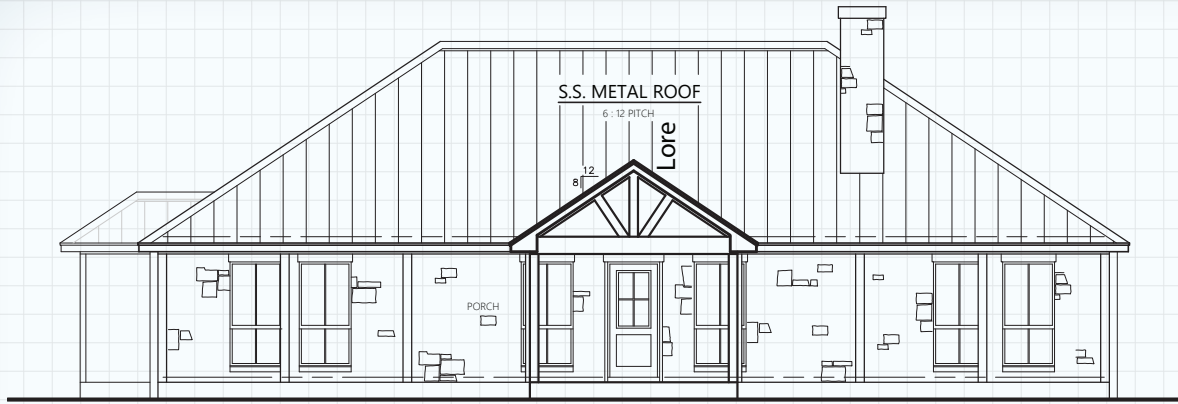 S.S. METAL ROOF
6 : 12 PITCH
Lore
12
8
PORCH